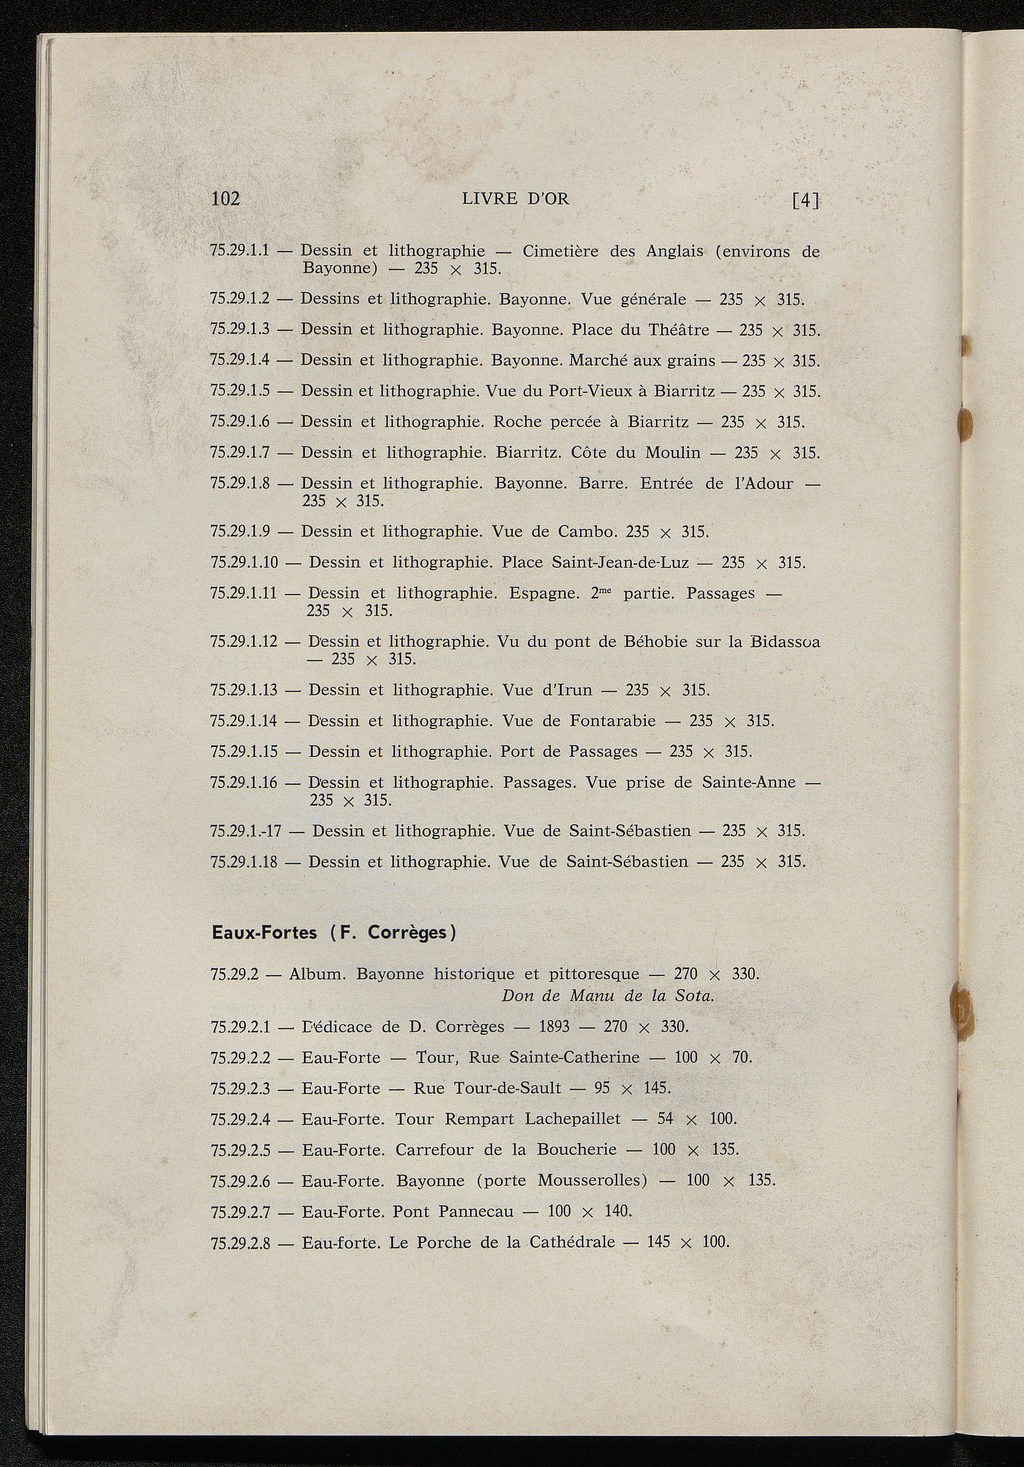 102 LIVRE D'OR [4]
75.29.1.1 — Dessin et lithographie — Cimetière des Anglais (environs de
Bayonne) — 235 × 315.
75.29.1.2 — Dessins et lithographie. Bayonne. Vue générale — 235 × 315.
75.29.1.3 — Dessin et lithographie. Bayonne. Place du Théâtre — 235 × 315.
75.29.1.4 — Dessin et lithographie. Bayonne. Marché aux grains — 235 × 315.
75.29.1.5 — Dessin et lithographie. Vue du Port-Vieux à Biarritz — 235 × 315.
75.29.1.6 — Dessin et lithographie. Roche percée à Biarritz — 235 × 315.
75.29.1.7 — Dessin et lithographie. Biarritz. Côte du Moulin — 235 × 315.
75.29.1.8 — Dessin et lithographie. Bayonne. Barre. Entrée de l'Adour —
235 × 315.
75.29.1.9 — Dessin et lithographie. Vue de Cambo. 235 × 315.
75.29.1.10 — Dessin et lithographie. Place Saint-Jean-de-Luz — 235 × 315.
75.29.1.11 — Dessin et lithographie. Espagne. 2me partie. Passages —
235 × 315.
75.29.1.12 — Dessin et lithographie. Vu du pont de Béhobie sur la Bidassoa
— 235 × 315.
75.29.1.13 — Dessin et lithographie. Vue d'Irun — 235 × 315.
75.29.1.14 — Dessin et lithographie. Vue de Fontarabie — 235 × 315.
75.29.1.15 — Dessin et lithographie. Port de Passages — 235 × 315.
75.29.1.16 — Dessin et lithographie. Passages. Vue prise de Sainte-Anne —
235 × 315.
75.29.1.-17 — Dessin et lithographie. Vue de Saint-Sébastien — 235 × 315.
75.29.1.18 — Dessin et lithographie. Vue de Saint-Sébastien — 235 × 315.
Eaux-Fortes (F. Corrèges)
75.29.2 — Album. Bayonne historique et pittoresque — 270 × 330.
Don de Manu de la Sota.
75.29.2.1 — Dédicace de D. Corrèges — 1893 — 270 × 330.
75.29.2.2 — Eau-Forte — Tour, Rue Sainte-Catherine — 100 × 70.
75.29.2.3 — Eau-Forte — Rue Tour-de-Sault — 95 × 145.
75.29.2.4 — Eau-Forte. Tour Rempart Lachepaillet — 54 × 100.
75.29.2.5 — Eau-Forte. Carrefour de la Boucherie — 100 × 135.
75.29.2.6 — Eau-Forte. Bayonne (porte Mousserolles) — 100 × 135.
75.29.2.7 — Eau-Forte. Pont Pannecau — 100 × 140.
75.29.2.8 — Eau-forte. Le Porche de la Cathédrale — 145 × 100.